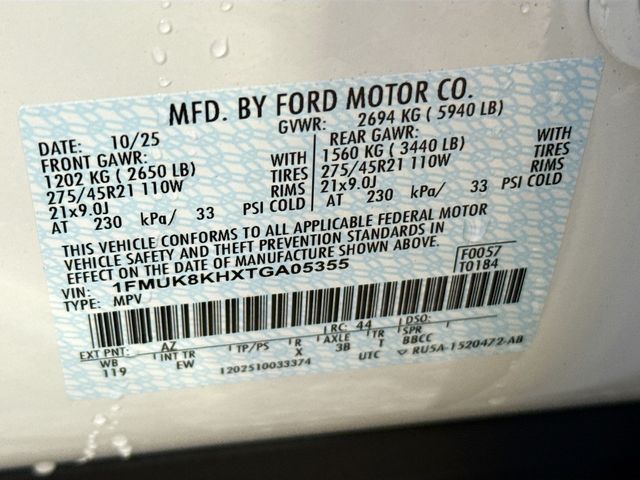 MFD. BY FORD MOTOR CO.
DATE: 10/25 GVWR: 2694 KG ( 5940 LB)
FRONT GAWR: WITH REAR GAWR: WITH
1202 KG ( 2650 LB) TIRES 1560 KG ( 3440 LB) TIRES
275/45R21 110W RIMS 275/45R21 110W RIMS
21x9.0J 21x9.0J
AT 230 kPa/ 33 PSI COLD AT 230 kPa/ 33 PSI COLD
THIS VEHICLE CONFORMS TO ALL APPLICABLE FEDERAL MOTOR
VEHICLE SAFETY AND THEFT PREVENTION STANDARDS IN
EFFECT ON THE DATE OF MANUFACTURE SHOWN ABOVE.
VIN: 1FMUK8KHXTGA05355 F0057
TYPE: MPV T0184
EXT PNT: AZ RC: 44 DSO:
WB INT TR TP/PS R AXLE TR SPR
119 EW X 3B T BBCC
1202510033374 UTC RU5A-1520472-AB